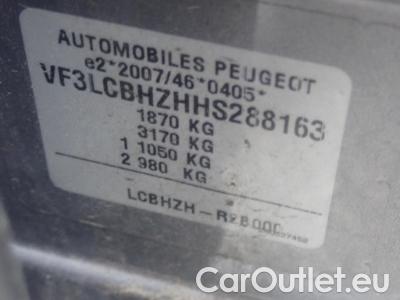 AUTOMOBILES PEUGEOT
e2*2007/46*0405*
VF3LCBHZHHS288163
1870 KG
3170 KG
1 1050 KG
2 980 KG
LCBHZH-R2B000
CarOutlet.eu